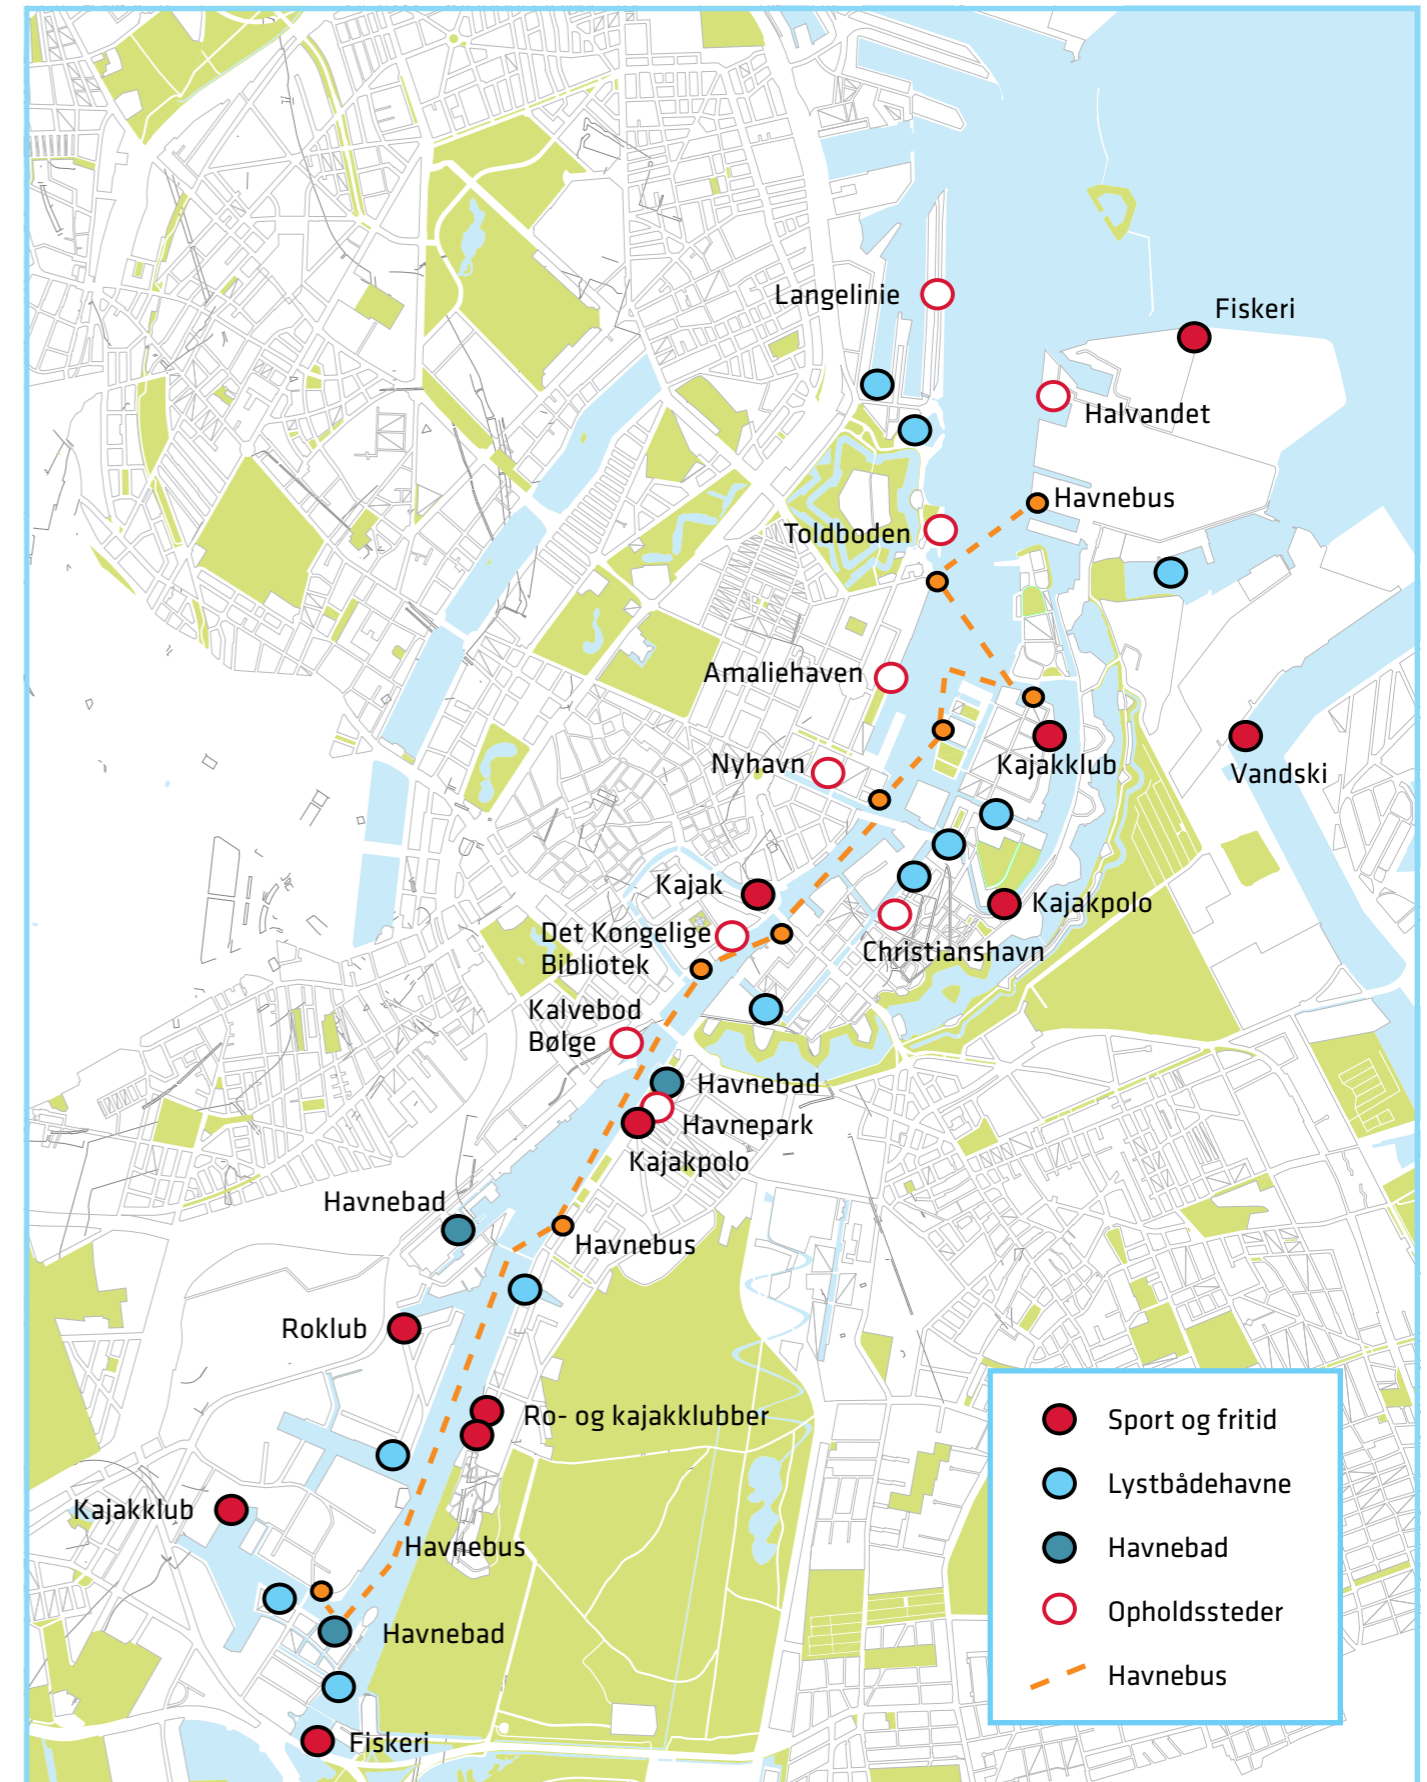 Langelinie
Fiskeri
Halvandet
Havnebus
Toldboden
Amaliehaven
Nyhavn
Kajakklub
Vandski
Kajak
Kajakpolo
Det Kongelige
Bibliotek
Christianshavn
Kalvebod
Bølge
Havnebad
Havnepark
Kajakpolo
Havnebad
Havnebus
Roklub
Ro- og kajakklubber
Kajakklub
Havnebus
Havnebad
Fiskeri
Sport og fritid
Lystbådehavne
Havnebad
Opholdssteder
Havnebus